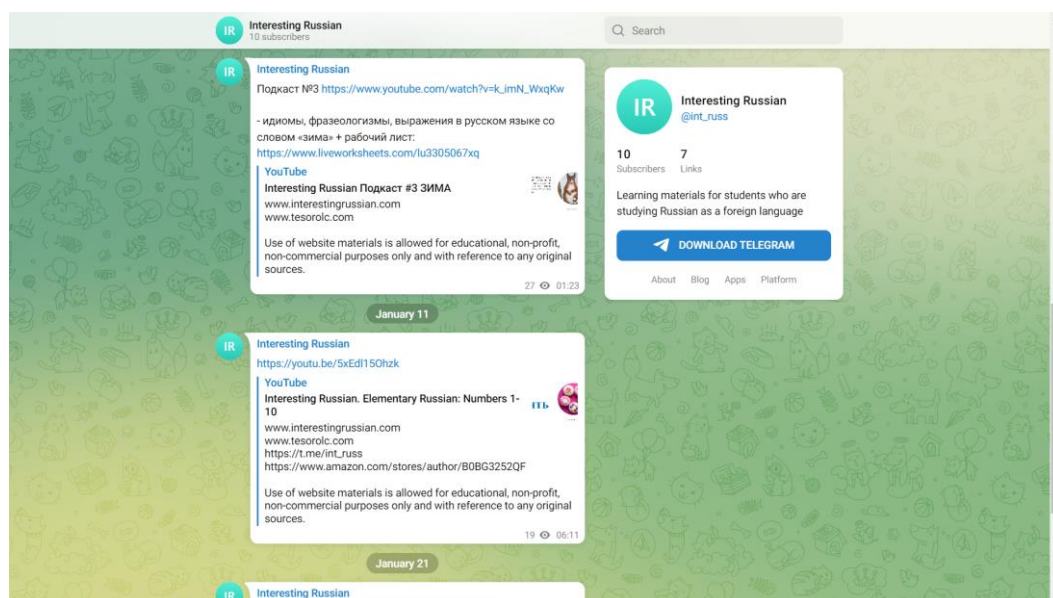 IR
Interesting Russian
10 subscribers
Search
IR
Interesting Russian
Подкаст №3 https://www.youtube.com/watch?v=k_imN_WxqKw
- идиомы, фразеологизмы, выражения в русском языке со
словом «зима» + рабочий лист:
https://www.liveworksheets.com/lu3305067xq
YouTube
Interesting Russian Подкаст #3 ЗИМА
www.interestingrussian.com
www.tesorolc.com
Use of website materials is allowed for educational, non-profit,
non-commercial purposes only and with reference to any original
sources.
27 01:23
January 11
IR
Interesting Russian
https://youtu.be/5xEdl15Ohzk
YouTube
Interesting Russian. Elementary Russian: Numbers 1-
10
ІТЬ
www.interestingrussian.com
www.tesorolc.com
https://t.me/int_russ
https://www.amazon.com/stores/author/B0BG3252QF
Use of website materials is allowed for educational, non-profit,
non-commercial purposes only and with reference to any original
sources.
19 06:11
January 21
IR
Interesting Russian
IR
Interesting Russian
@int_russ
10 7
Subscribers Links
Learning materials for students who are
studying Russian as a foreign language
DOWNLOAD TELEGRAM
About Blog Apps Platform